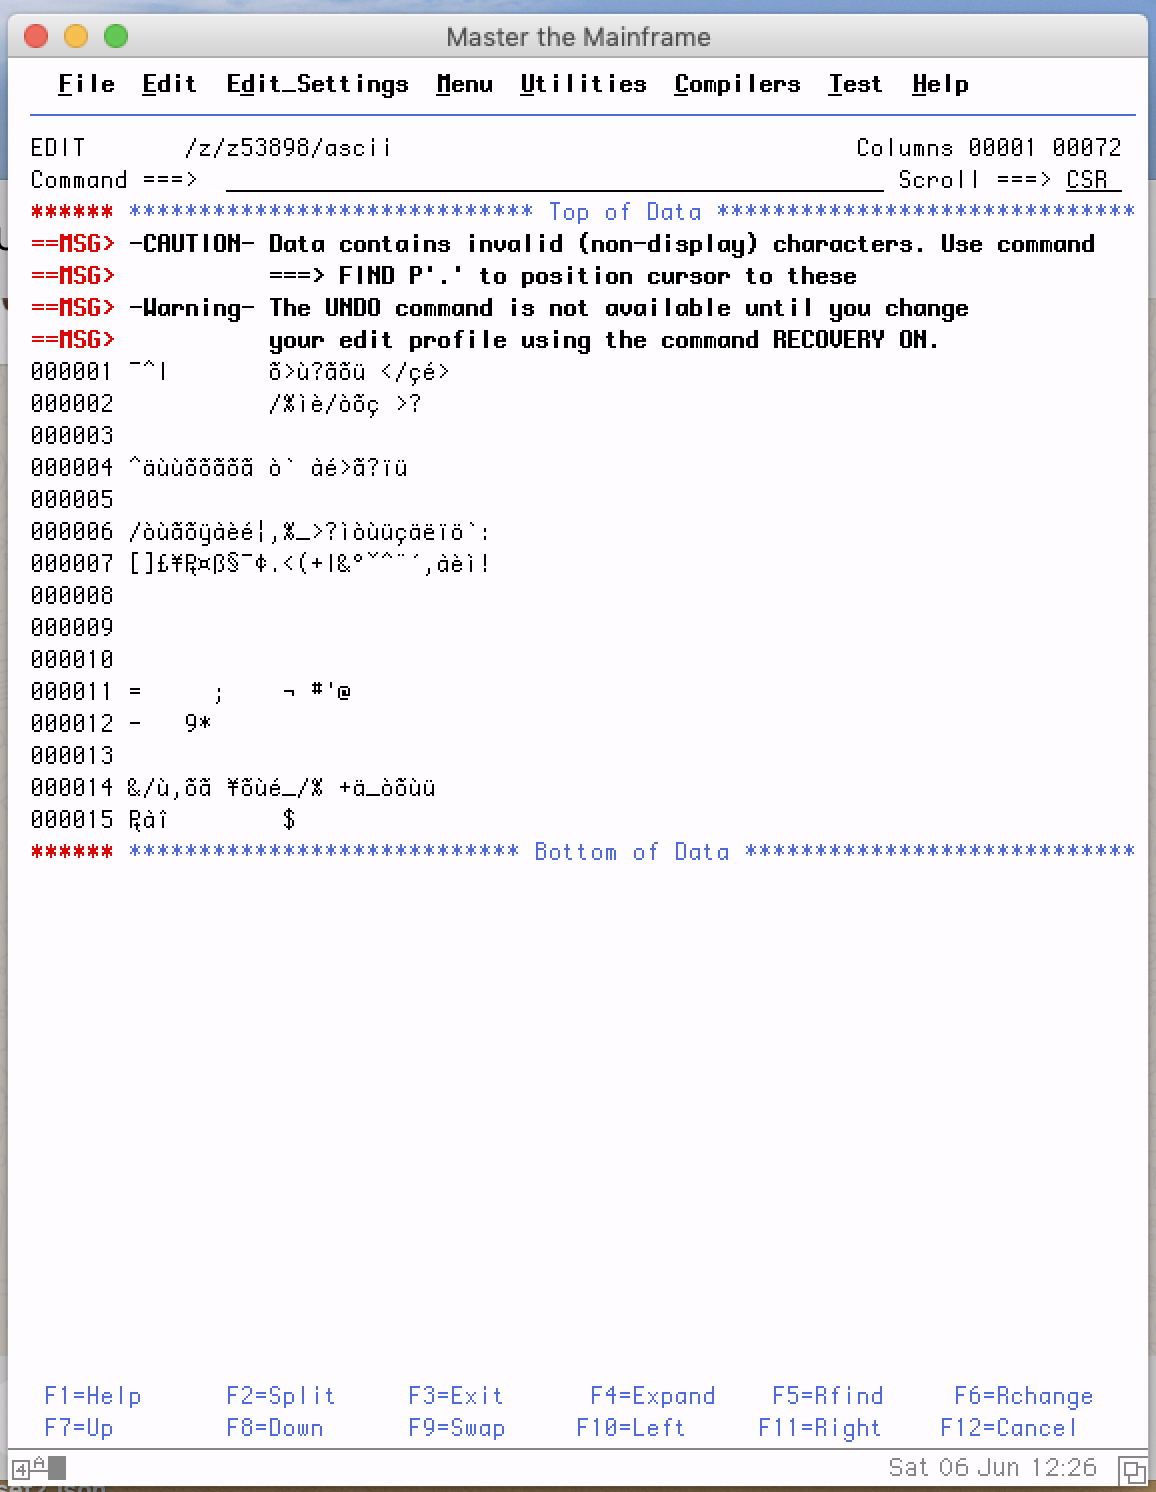 Master the Mainframe
File Edit Edit_Settings Menu Utilities Compilers Test Help
EDIT /z/z53898/ascii Columns 00001 00072
Command ===> Scroll ===> CSR
****** ***************************** Top of Data ******************************
==MSG> -CAUTION- Data contains invalid (non-display) characters. Use command
==MSG> ===> FIND P'.' to position cursor to these
==MSG> -Warning- The UNDO command is not available until you change
==MSG> your edit profile using the command RECOVERY ON.
000001 ¯^| õ>ù?ãõü </çé>
000002 /%ìè/òõç >?
000003
000004 ^äùùõõãõã ò` àé>ã?ïü
000005
000006 /òùãõÿàèé¦,%_>?ìòùüçäëïö`:
000007 []£¥₧¤ß§¯¢.<(+|&°˘^¨´,àèì!
000008
000009
000010
000011 = ; ¬ #'@
000012 - 9*
000013
000014 &/ù,õã ¥õùé_/% +ä_òõùü
000015 ₧àî $
****** **************************** Bottom of Data ****************************
F1=Help F2=Split F3=Exit F4=Expand F5=Rfind F6=Rchange
F7=Up F8=Down F9=Swap F10=Left F11=Right F12=Cancel
4 A Sat 06 Jun 12:26